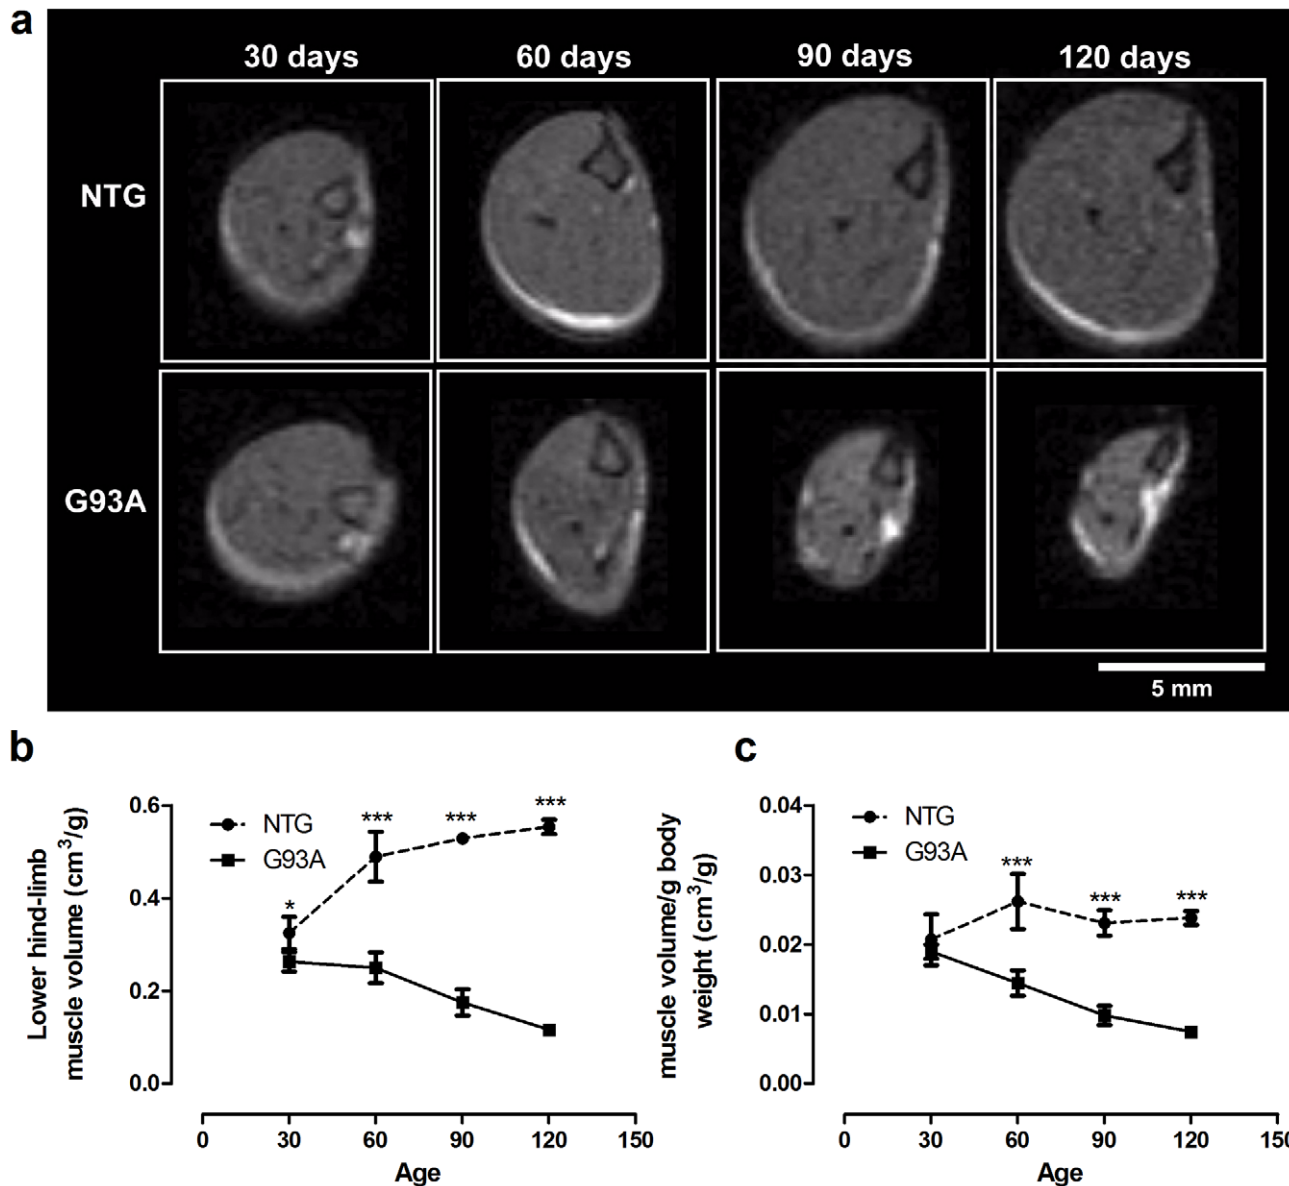 a
30 days 60 days 90 days 120 days
NTG
G93A
5 mm
b
Lower hind-limb
muscle volume (cm³/g)
0.6
0.4
0.2
0.0
NTG
G93A
*
***
***
***
0 30 60 90 120 150
Age
c
muscle volume/g body
weight (cm³/g)
0.04
0.03
0.02
0.01
0.00
NTG
G93A
***
***
***
0 30 60 90 120 150
Age